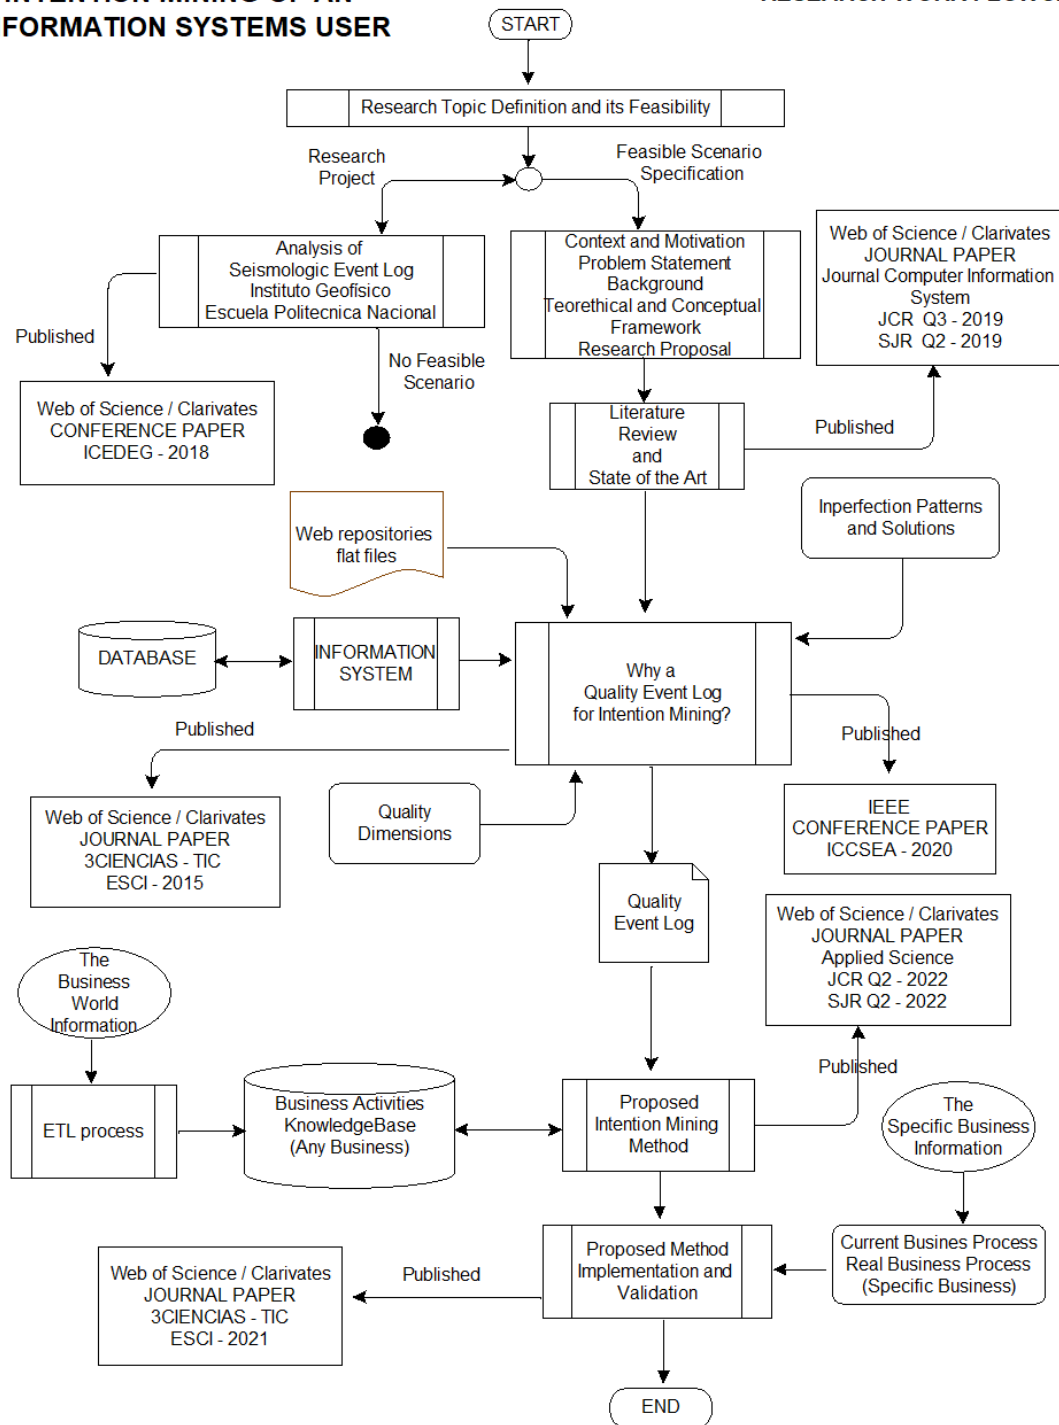 FORMATION SYSTEMS USER
START
Research Topic Definition and its Feasibility
Research
Project
Feasible Scenario
Specification
Analysis of
Seismologic Event Log
Instituto Geofísico
Escuela Politecnica Nacional
Context and Motivation
Problem Statement
Background
Teorethical and Conceptual
Framework
Research Proposal
Web of Science / Clarivates
JOURNAL PAPER
Journal Computer Information
System
JCR Q3 - 2019
SJR Q2 - 2019
Published
No Feasible
Scenario
Web of Science / Clarivates
CONFERENCE PAPER
ICEDEG - 2018
Literature
Review
and
State of the Art
Published
Inperfection Patterns
and Solutions
Web repositories
flat files
DATABASE
INFORMATION
SYSTEM
Why a
Quality Event Log
for Intention Mining?
Published
Published
Web of Science / Clarivates
JOURNAL PAPER
3CIENCIAS - TIC
ESCI - 2015
Quality
Dimensions
IEEE
CONFERENCE PAPER
ICCSEA - 2020
Quality
Event Log
Web of Science / Clarivates
JOURNAL PAPER
Applied Science
JCR Q2 - 2022
SJR Q2 - 2022
The
Business
World
Information
Published
ETL process
Business Activities
KnowledgeBase
(Any Business)
Proposed
Intention Mining
Method
The
Specific Business
Information
Web of Science / Clarivates
JOURNAL PAPER
3CIENCIAS - TIC
ESCI - 2021
Published
Proposed Method
Implementation and
Validation
Current Busines Process
Real Business Process
(Specific Business)
END